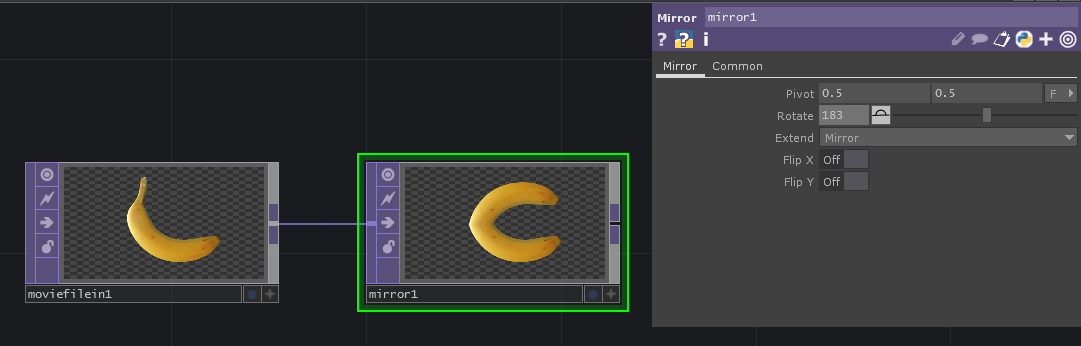 Mirror mirror1
? ? i
Mirror Common
Pivot 0.5 0.5 F
Rotate 183
Extend Mirror
Flip X Off
Flip Y Off
moviefilein1
mirror1